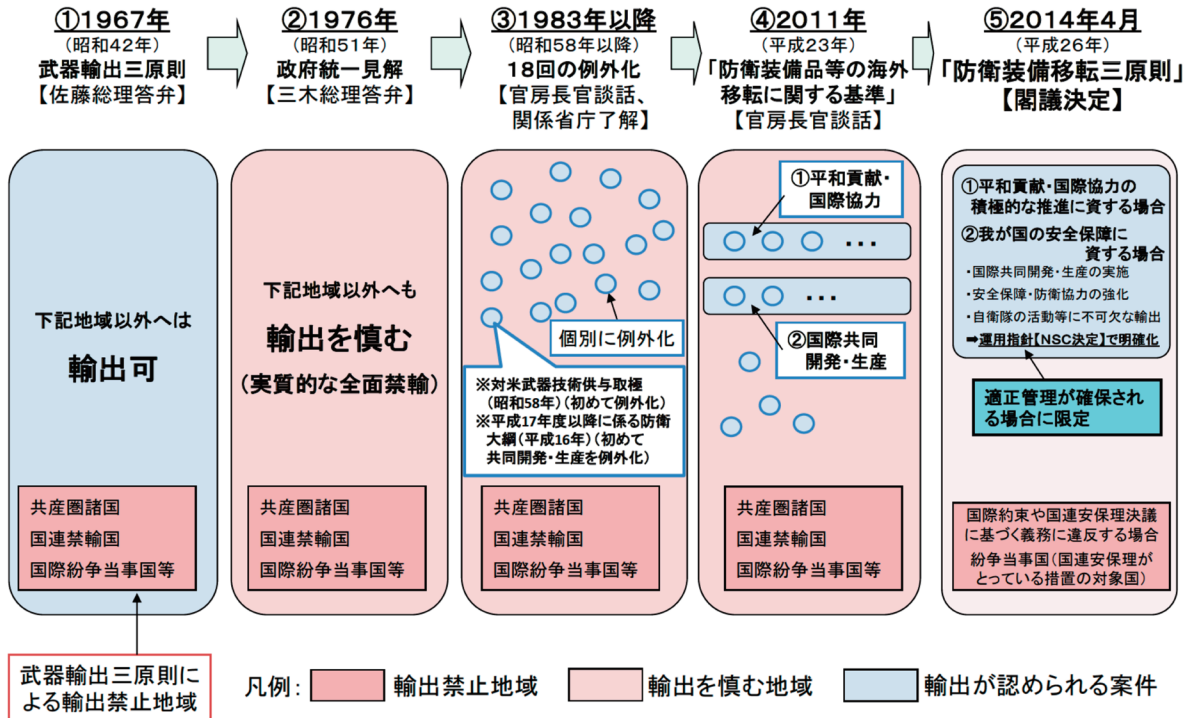 ①1967年
(昭和42年)
武器輸出三原則
【佐藤総理答弁】
②1976年
(昭和51年)
政府統一見解
【三木総理答弁】
③1983年以降
(昭和58年以降)
18回の例外化
【官房長官談話、
関係省庁了解】
④2011年
(平成23年)
「防衛装備品等の海外
移転に関する基準」
【官房長官談話】
⑤2014年4月
(平成26年)
「防衛装備移転三原則」
【閣議決定】
下記地域以外へは
輸出可
共産圏諸国
国連禁輸国
国際紛争当事国等
武器輸出三原則に
よる輸出禁止地域
下記地域以外へも
輸出を慎む
(実質的な全面禁輸)
共産圏諸国
国連禁輸国
国際紛争当事国等
個別に例外化
※対米武器技術供与取極
(昭和58年)(初めて例外化)
※平成17年度以降に係る防衛
大綱(平成16年)(初めて
共同開発・生産を例外化)
共産圏諸国
国連禁輸国
国際紛争当事国等
①平和貢献・
国際協力
・・・
・・・
②国際共同
開発・生産
共産圏諸国
国連禁輸国
国際紛争当事国等
①平和貢献・国際協力の
積極的な推進に資する場合
②我が国の安全保障に
資する場合
・国際共同開発・生産の実施
・安全保障・防衛協力の強化
・自衛隊の活動等に不可欠な輸出
➡運用指針【NSC決定】で明確化
適正管理が確保され
る場合に限定
国際約束や国連安保理決議
に基づく義務に違反する場合
紛争当事国(国連安保理が
とっている措置の対象国)
凡例:
輸出禁止地域
輸出を慎む地域
輸出が認められる案件